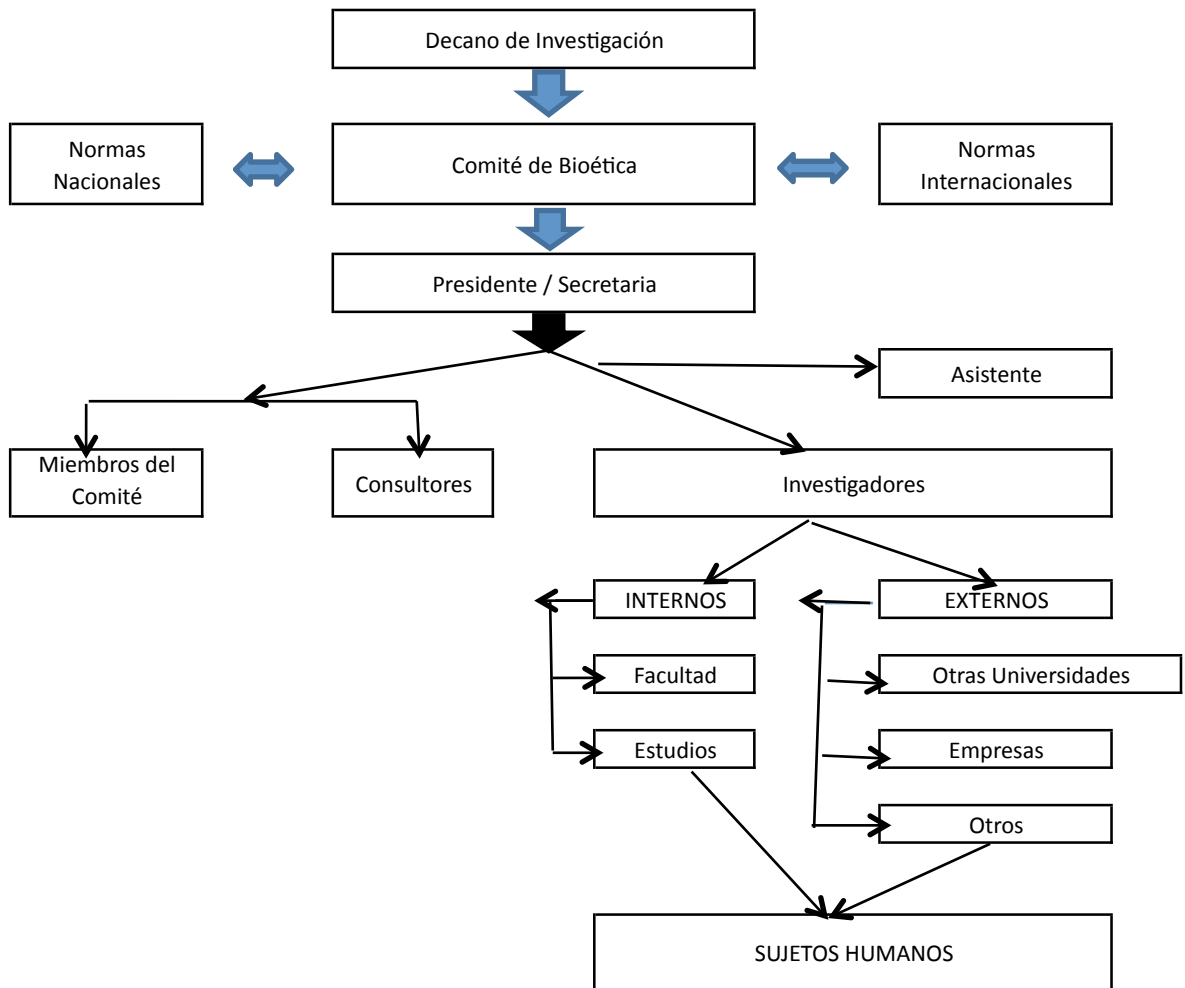 Decano de Investigación
Normas
Nacionales
Comité de Bioética
Normas
Internacionales
Presidente / Secretaria
Asistente
Miembros del
Comité
Consultores
Investigadores
INTERNOS
EXTERNOS
Facultad
Otras Universidades
Estudios
Empresas
Otros
SUJETOS HUMANOS